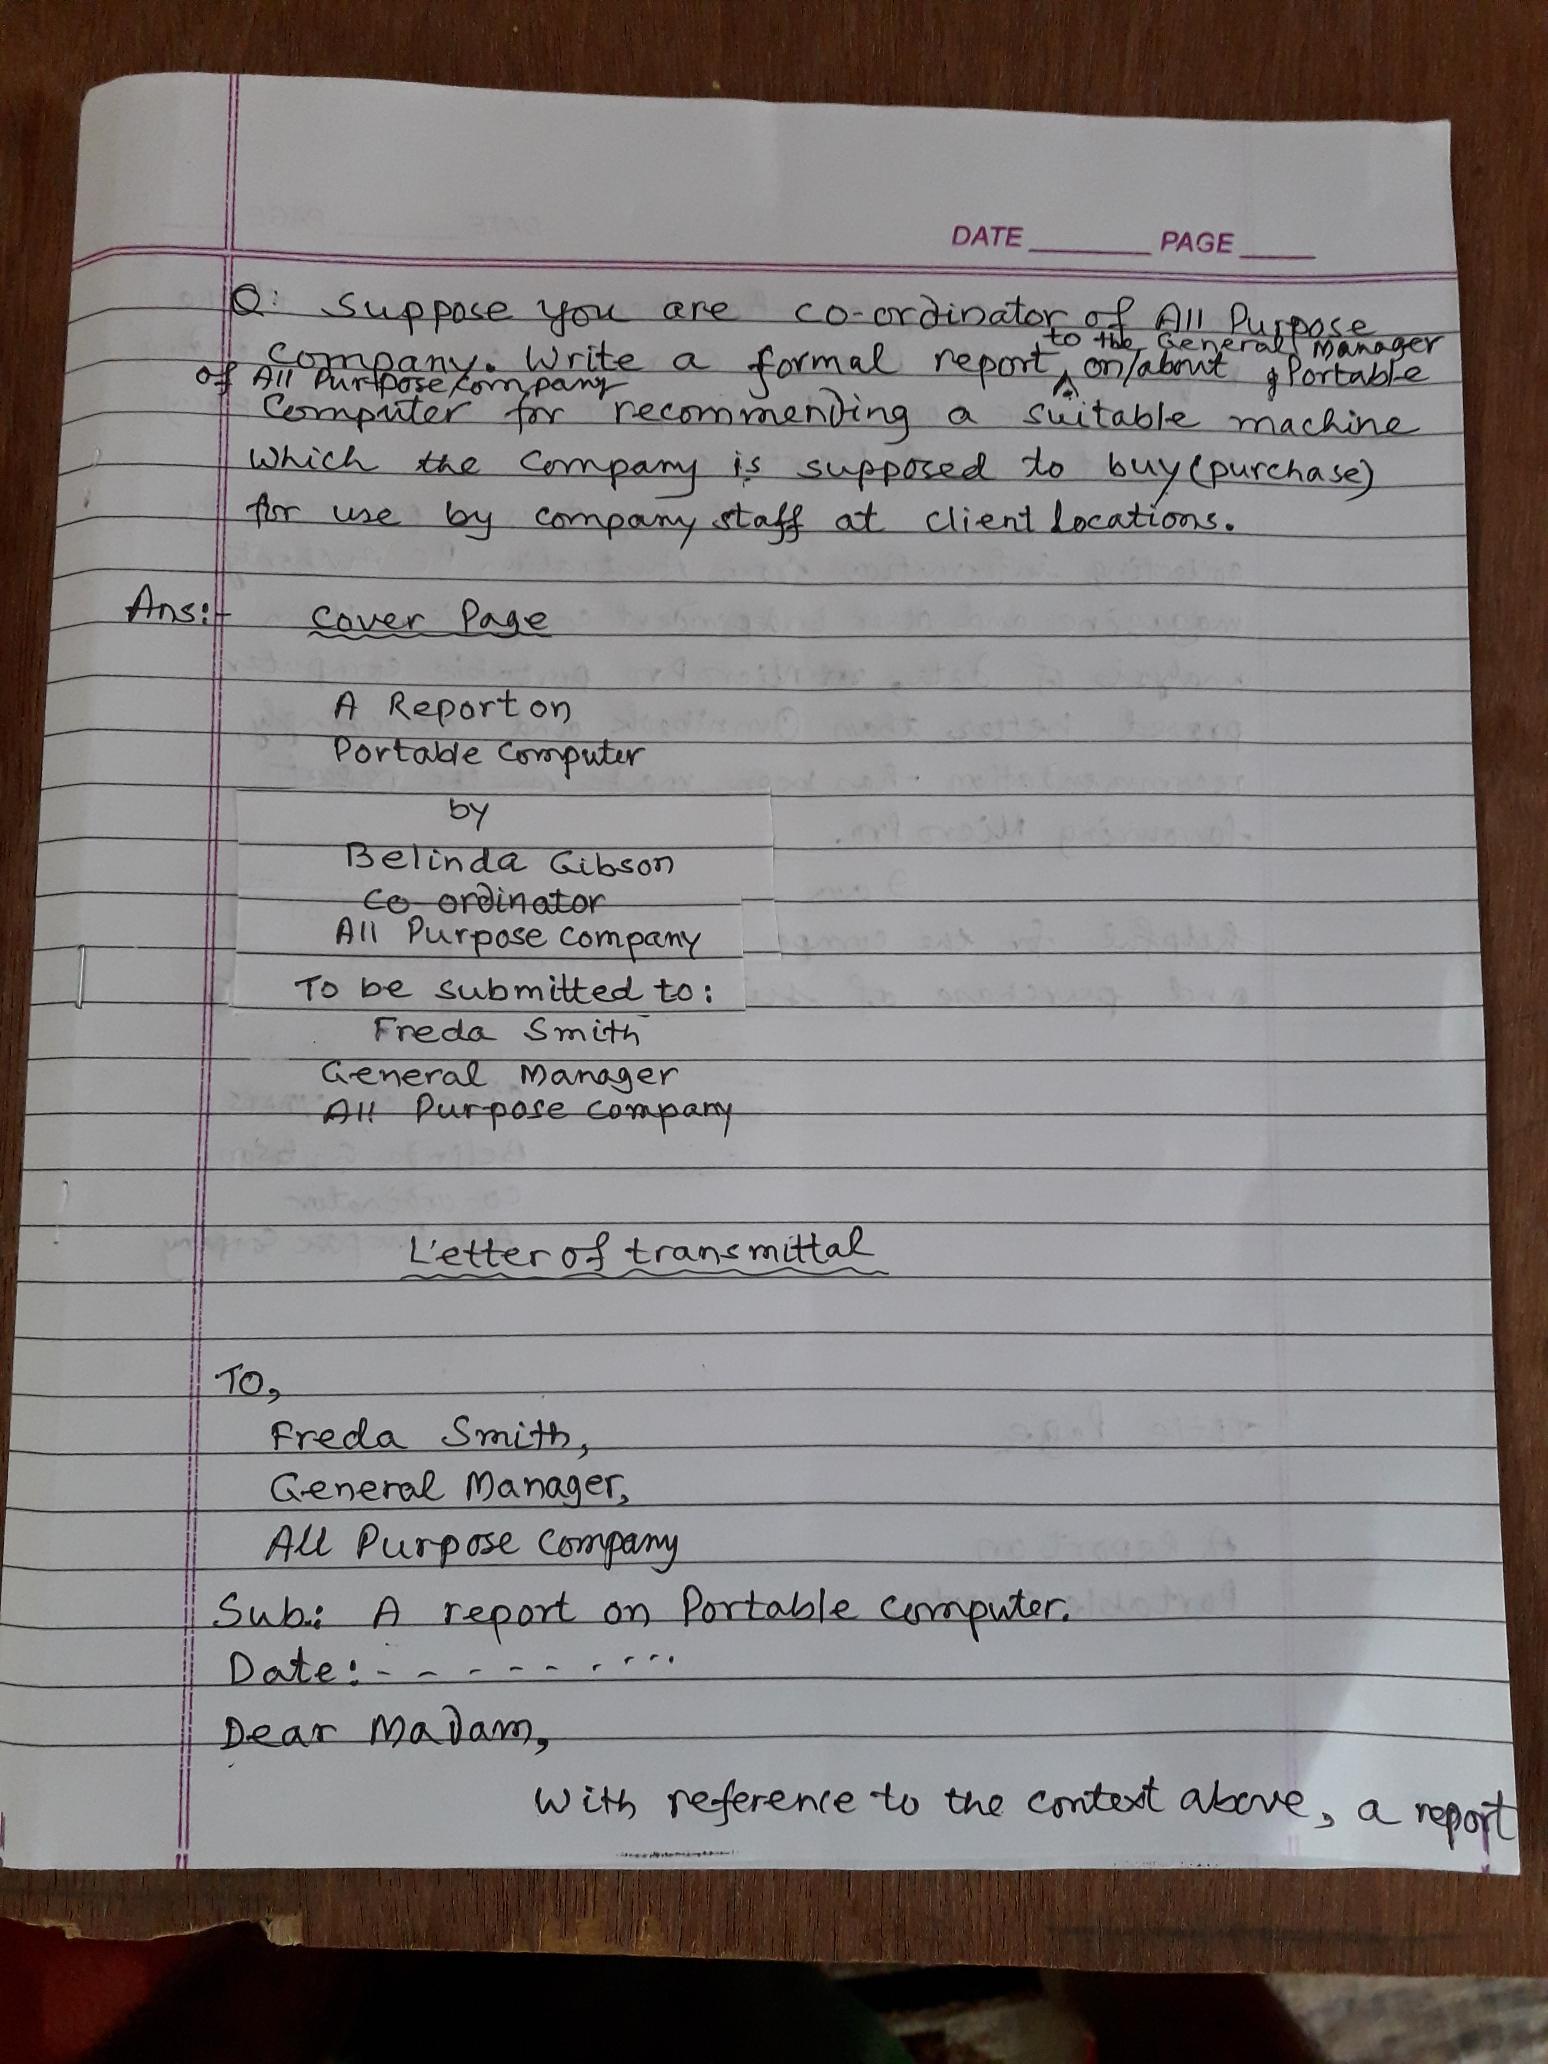 DATE PAGE
Q: Suppose you are co-ordinator of All Purpose
to the General Manager
Company. Write a formal report ^ on/about Portable
of All Purpose Company
Computer for recommending a suitable machine
which the company is supposed to buy (purchase)
for use by company staff at client locations.
Ans:- Cover Page
A Report on
Portable Computer
by
Belinda Gibson
Co-ordinator
All Purpose Company
To be submitted to:
Freda Smith
General Manager
All Purpose Company
Letter of transmittal
To,
Freda Smith,
General Manager,
All Purpose Company
Sub: A report on Portable Computer.
Date:- - - - - - . . . .
Dear Madam,
With reference to the context above, a report